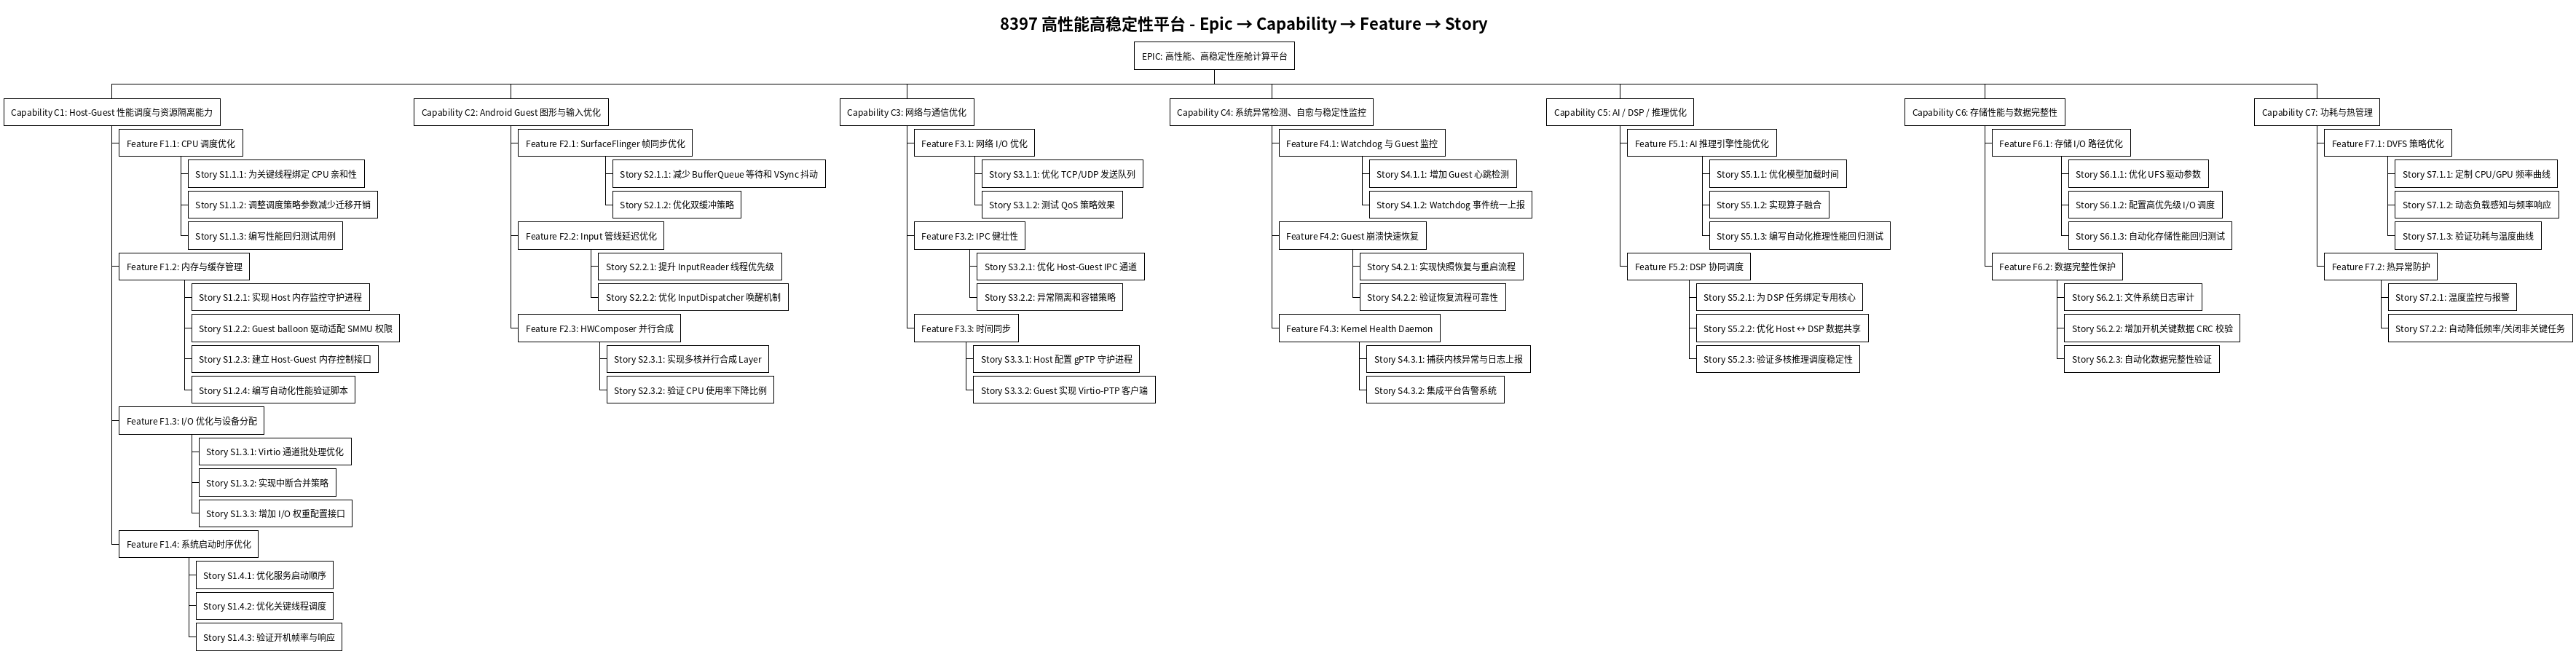 8397 高性能高稳定性平台 - Epic → Capability → Feature → Story
EPIC: 高性能、高稳定性座舱计算平台
Capability C1: Host-Guest 性能调度与资源隔离能力
Feature F1.1: CPU 调度优化
Story S1.1.1: 为关键线程绑定 CPU 亲和性
Story S1.1.2: 调整调度策略参数减少迁移开销
Story S1.1.3: 编写性能回归测试用例
Feature F1.2: 内存与缓存管理
Story S1.2.1: 实现 Host 内存监控守护进程
Story S1.2.2: Guest balloon 驱动适配 SMMU 权限
Story S1.2.3: 建立 Host-Guest 内存控制接口
Story S1.2.4: 编写自动化性能验证脚本
Feature F1.3: I/O 优化与设备分配
Story S1.3.1: Virtio 通道批处理优化
Story S1.3.2: 实现中断合并策略
Story S1.3.3: 增加 I/O 权重配置接口
Feature F1.4: 系统启动时序优化
Story S1.4.1: 优化服务启动顺序
Story S1.4.2: 优化关键线程调度
Story S1.4.3: 验证开机帧率与响应
Capability C2: Android Guest 图形与输入优化
Feature F2.1: SurfaceFlinger 帧同步优化
Story S2.1.1: 减少 BufferQueue 等待和 VSync 抖动
Story S2.1.2: 优化双缓冲策略
Feature F2.2: Input 管线延迟优化
Story S2.2.1: 提升 InputReader 线程优先级
Story S2.2.2: 优化 InputDispatcher 唤醒机制
Feature F2.3: HWComposer 并行合成
Story S2.3.1: 实现多核并行合成 Layer
Story S2.3.2: 验证 CPU 使用率下降比例
Capability C3: 网络与通信优化
Feature F3.1: 网络 I/O 优化
Story S3.1.1: 优化 TCP/UDP 发送队列
Story S3.1.2: 测试 QoS 策略效果
Feature F3.2: IPC 健壮性
Story S3.2.1: 优化 Host-Guest IPC 通道
Story S3.2.2: 异常隔离和容错策略
Feature F3.3: 时间同步
Story S3.3.1: Host 配置 gPTP 守护进程
Story S3.3.2: Guest 实现 Virtio-PTP 客户端
Capability C4: 系统异常检测、自愈与稳定性监控
Feature F4.1: Watchdog 与 Guest 监控
Story S4.1.1: 增加 Guest 心跳检测
Story S4.1.2: Watchdog 事件统一上报
Feature F4.2: Guest 崩溃快速恢复
Story S4.2.1: 实现快照恢复与重启流程
Story S4.2.2: 验证恢复流程可靠性
Feature F4.3: Kernel Health Daemon
Story S4.3.1: 捕获内核异常与日志上报
Story S4.3.2: 集成平台告警系统
Capability C5: AI / DSP / 推理优化
Feature F5.1: AI 推理引擎性能优化
Story S5.1.1: 优化模型加载时间
Story S5.1.2: 实现算子融合
Story S5.1.3: 编写自动化推理性能回归测试
Feature F5.2: DSP 协同调度
Story S5.2.1: 为 DSP 任务绑定专用核心
Story S5.2.2: 优化 Host ↔ DSP 数据共享
Story S5.2.3: 验证多核推理调度稳定性
Capability C6: 存储性能与数据完整性
Feature F6.1: 存储 I/O 路径优化
Story S6.1.1: 优化 UFS 驱动参数
Story S6.1.2: 配置高优先级 I/O 调度
Story S6.1.3: 自动化存储性能回归测试
Feature F6.2: 数据完整性保护
Story S6.2.1: 文件系统日志审计
Story S6.2.2: 增加开机关键数据 CRC 校验
Story S6.2.3: 自动化数据完整性验证
Capability C7: 功耗与热管理
Feature F7.1: DVFS 策略优化
Story S7.1.1: 定制 CPU/GPU 频率曲线
Story S7.1.2: 动态负载感知与频率响应
Story S7.1.3: 验证功耗与温度曲线
Feature F7.2: 热异常防护
Story S7.2.1: 温度监控与报警
Story S7.2.2: 自动降低频率/关闭非关键任务